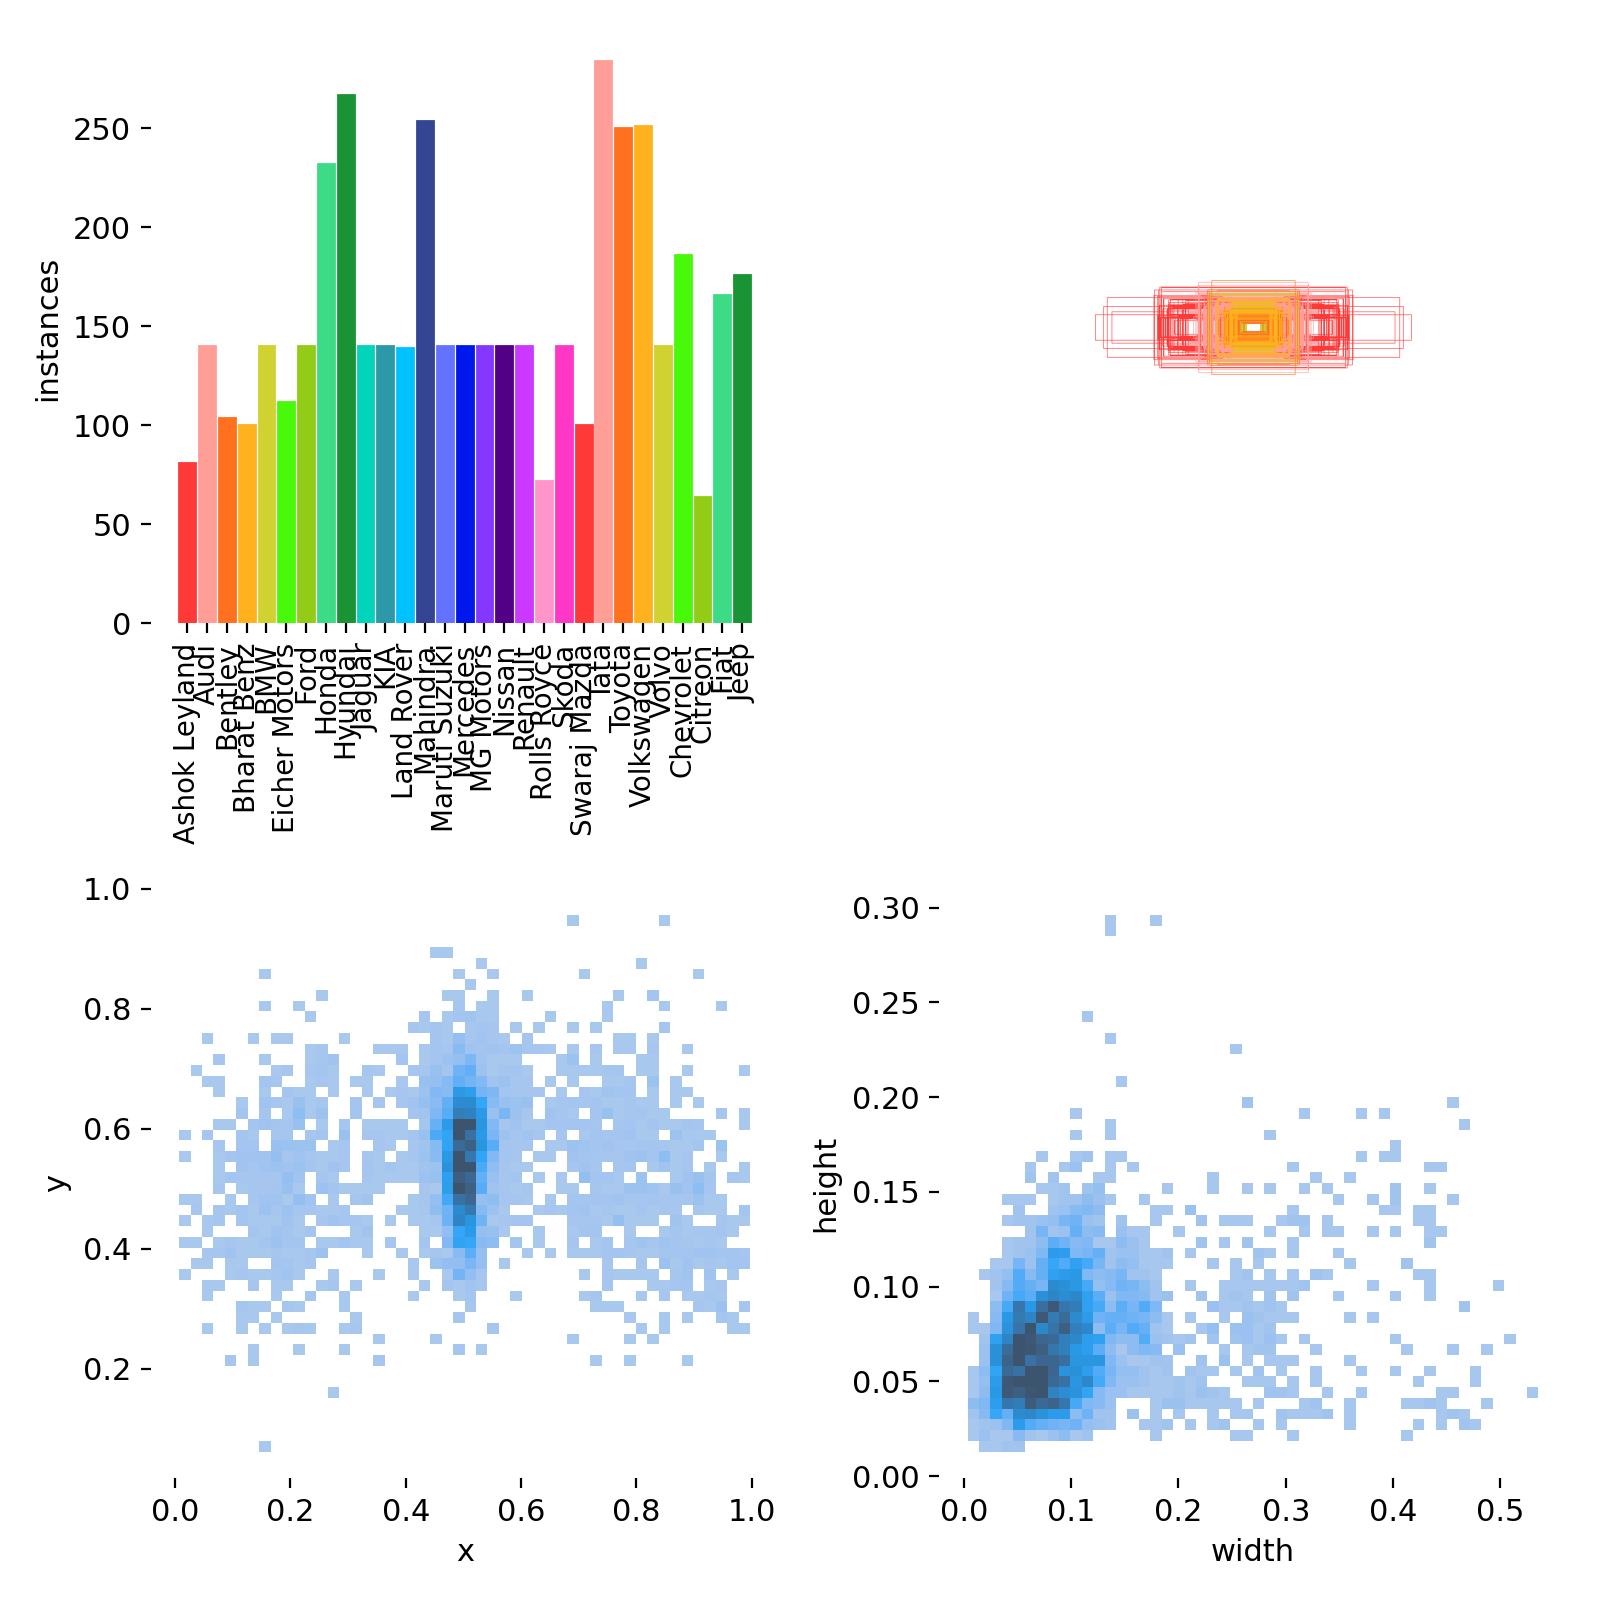 250
200
150
100
50
0
instances
Ashok Leyland
Audi
Bentley
Bharat Benz
BMW
Eicher Motors
Ford
Honda
Hyundai
Jaguar
KIA
Land Rover
Mahindra
Maruti Suzuki
Mercedes
MG Motors
Nissan
Renault
Rolls Royce
Skoda
Swaraj Mazda
Tata
Toyota
Volkswagen
Volvo
Chevrolet
Citreon
Fiat
Jeep
1.0
0.8
0.6
0.4
0.2
y
0.0 0.2 0.4 0.6 0.8 1.0
x
0.30
0.25
0.20
0.15
0.10
0.05
0.00
height
0.0 0.1 0.2 0.3 0.4 0.5
width